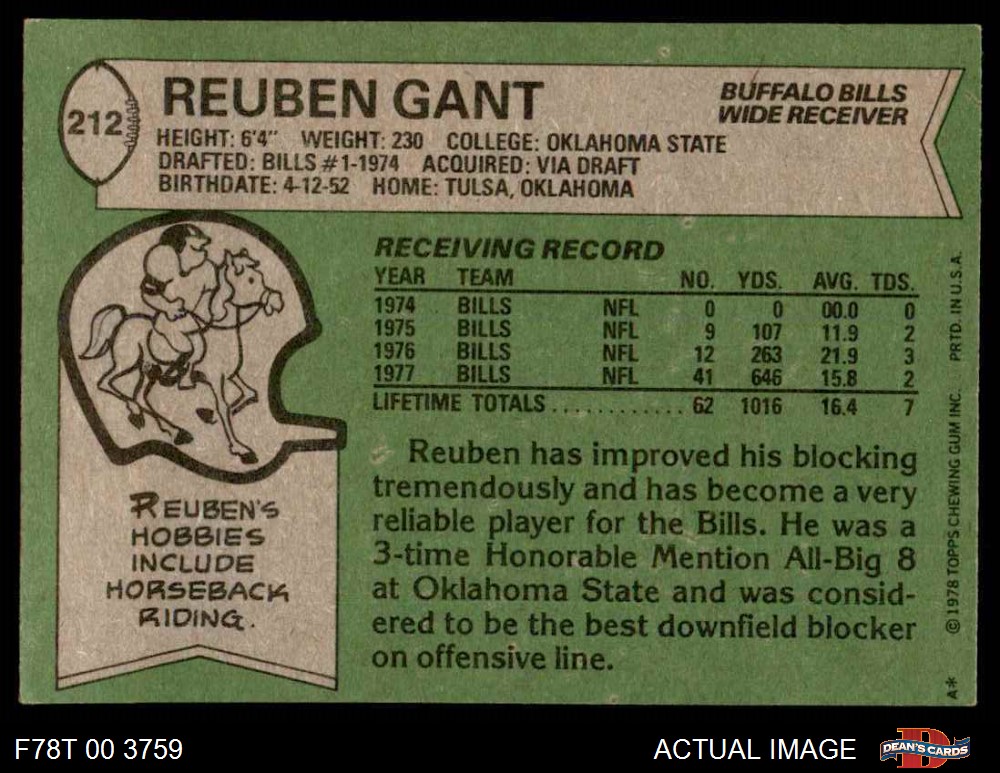 212
REUBEN GANT
BUFFALO BILLS
WIDE RECEIVER
HEIGHT: 6'4" WEIGHT: 230 COLLEGE: OKLAHOMA STATE
DRAFTED: BILLS #1-1974 ACQUIRED: VIA DRAFT
BIRTHDATE: 4-12-52 HOME: TULSA, OKLAHOMA
RECEIVING RECORD
YEAR TEAM NO. YDS. AVG. TDS.
1974 BILLS NFL 0 0 00.0 0
1975 BILLS NFL 9 107 11.9 2
1976 BILLS NFL 12 263 21.9 3
1977 BILLS NFL 41 646 15.8 2
LIFETIME TOTALS............ 62 1016 16.4 7
Reuben has improved his blocking
tremendously and has become a very
reliable player for the Bills. He was a
3-time Honorable Mention All-Big 8
at Oklahoma State and was consid-
ered to be the best downfield blocker
on offensive line.
REUBEN'S
HOBBIES
INCLUDE
HORSEBACK
RIDING.
A* ©1978 TOPPS CHEWING GUM INC. PRTD. IN U.S.A.
F78T 00 3759
ACTUAL IMAGE
DEAN'S CARDS